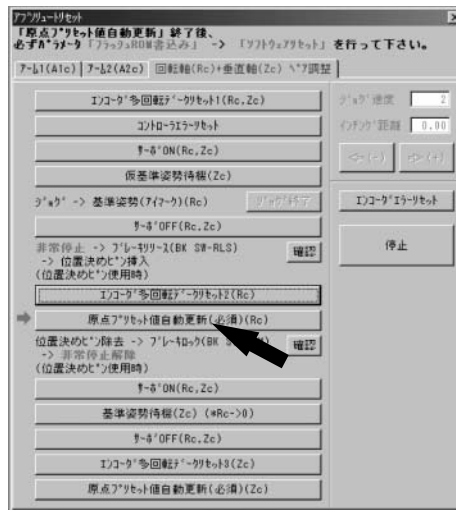 アブソリュートリセット
「原点プリセット値自動更新」終了後、
必ずパラメータ「フラッシュROM書込み」 -> 「ソフトウェアリセット」を行って下さい。
アーム1(A1c) アーム2(A2c) 回転軸(Rc)+垂直軸(Zc) ペア調整
エンコーダ多回転データリセット1(Rc,Zc)
コントローラエラーリセット
サーボON(Rc,Zc)
仮基準姿勢待機(Zc)
ジョグ -> 基準姿勢(アイマーク)(Rc) ジョグ終了
サーボOFF(Rc,Zc)
非常停止 -> ブレーキリリース(BK SW-RLS)
-> 位置決めピン挿入
(位置決めピン使用時)
確認
エンコーダ多回転データリセット2(Rc)
原点プリセット値自動更新(必須)(Rc)
位置決めピン除去 -> ブレーキロック(BK S
-> 非常停止解除
(位置決めピン使用時)
確認
サーボON(Rc,Zc)
基準姿勢待機(Zc) (*Rc->0)
サーボOFF(Rc,Zc)
エンコーダ多回転データリセット3(Zc)
原点プリセット値自動更新(必須)(Zc)
ジョグ速度 2
インチング距離 0.00
<-(-) ->(+)
エンコーダエラーリセット
停止